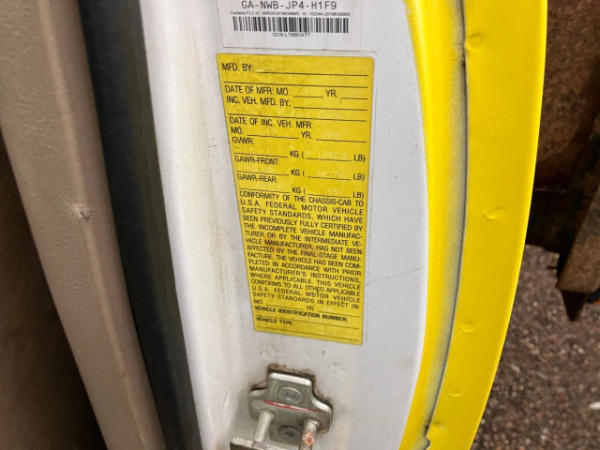 GA-NWB-JP4-H1F9
MFD. BY:
DATE OF MFR: MO. YR.
INC. VEH. MFD. BY:
DATE OF INC. VEH. MFR:
MO. YR.
GVWR:
KG ( LB)
GAWR-FRONT:
KG ( LB)
GAWR-REAR:
KG ( LB)
CONFORMITY OF THE CHASSIS-CAB TO
U.S.A. FEDERAL MOTOR VEHICLE
SAFETY STANDARDS, WHICH HAVE
BEEN PREVIOUSLY FULLY CERTIFIED BY
THE INCOMPLETE VEHICLE MANUFAC-
TURER, OR BY THE INTERMEDIATE VE-
HICLE MANUFACTURER, HAS NOT BEEN
AFFECTED BY THE FINAL-STAGE MANU-
FACTURE. THE VEHICLE HAS BEEN COM-
PLETED IN ACCORDANCE WITH PRIOR
MANUFACTURER'S INSTRUCTIONS,
WHERE APPLICABLE. THIS VEHICLE
CONFORMS TO ALL OTHER APPLICABLE
U.S.A. FEDERAL MOTOR VEHICLE
SAFETY STANDARDS IN EFFECT IN:
MO. YR.
VEHICLE IDENTIFICATION NUMBER:
VEHICLE TYPE: